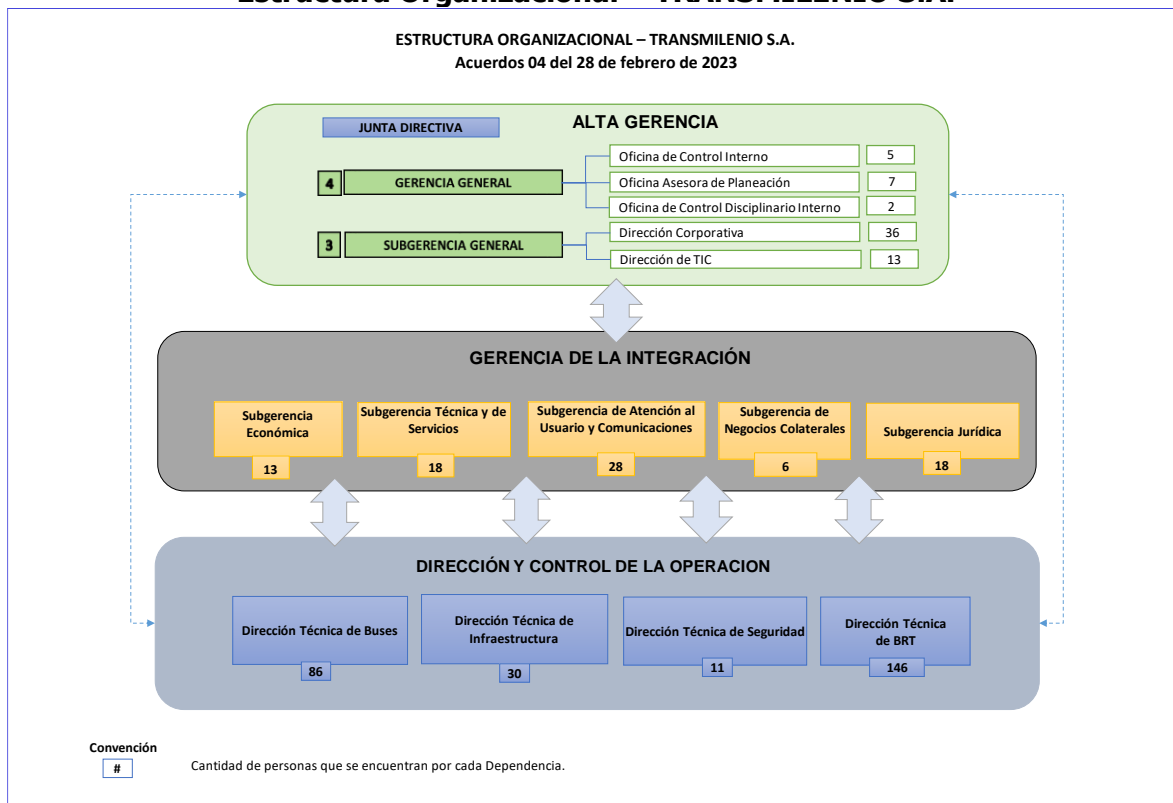 Estructura Organizacional – TRANSMILENIO S.A.
ESTRUCTURA ORGANIZACIONAL – TRANSMILENIO S.A.
Acuerdos 04 del 28 de febrero de 2023
ALTA GERENCIA
JUNTA DIRECTIVA
4
GERENCIA GENERAL
Oficina de Control Interno
5
Oficina Asesora de Planeación
7
Oficina de Control Disciplinario Interno
2
3
SUBGERENCIA GENERAL
Dirección Corporativa
36
Dirección de TIC
13
GERENCIA DE LA INTEGRACIÓN
Subgerencia
Económica
13
Subgerencia Técnica y de
Servicios
18
Subgerencia de Atención al
Usuario y Comunicaciones
28
Subgerencia de
Negocios Colaterales
6
Subgerencia Jurídica
18
DIRECCIÓN Y CONTROL DE LA OPERACION
Dirección Técnica de Buses
86
Dirección Técnica de
Infraestructura
30
Dirección Técnica de Seguridad
11
Dirección Técnica
de BRT
146
Convención
#
Cantidad de personas que se encuentran por cada Dependencia.